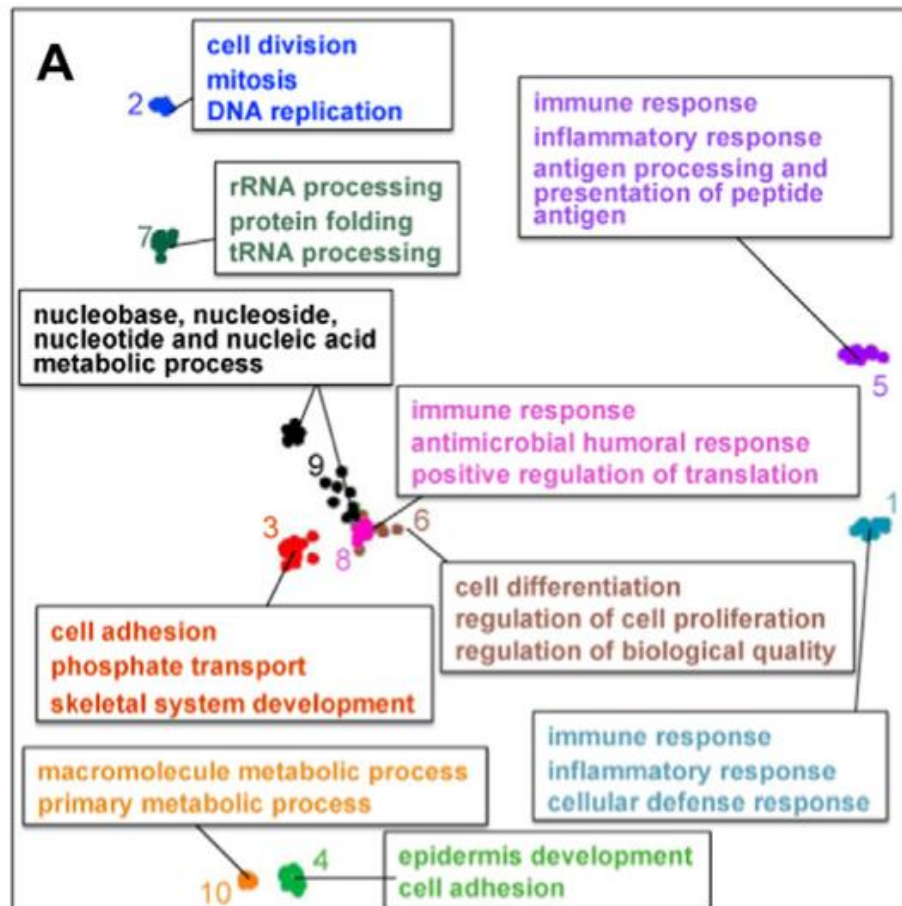 A
cell division
mitosis
DNA replication
2
immune response
inflammatory response
antigen processing and
presentation of peptide
antigen
rRNA processing
protein folding
tRNA processing
7
nucleobase, nucleoside,
nucleotide and nucleic acid
metabolic process
5
immune response
antimicrobial humoral response
positive regulation of translation
9
3
8
6
1
cell differentiation
regulation of cell proliferation
regulation of biological quality
cell adhesion
phosphate transport
skeletal system development
immune response
inflammatory response
cellular defense response
macromolecule metabolic process
primary metabolic process
epidermis development
cell adhesion
4
10